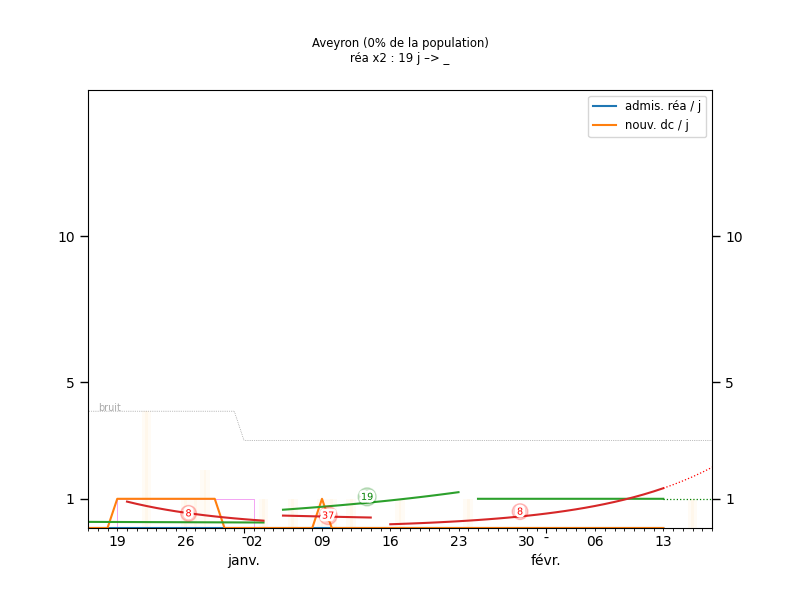 Aveyron (0% de la population)
réa x2 : 19 j –> _
admis. réa / j
nouv. dc / j
10
10
5
5
bruit
1
1
8
37
19
8
19
26
02
09
16
23
30
06
13
janv.
févr.